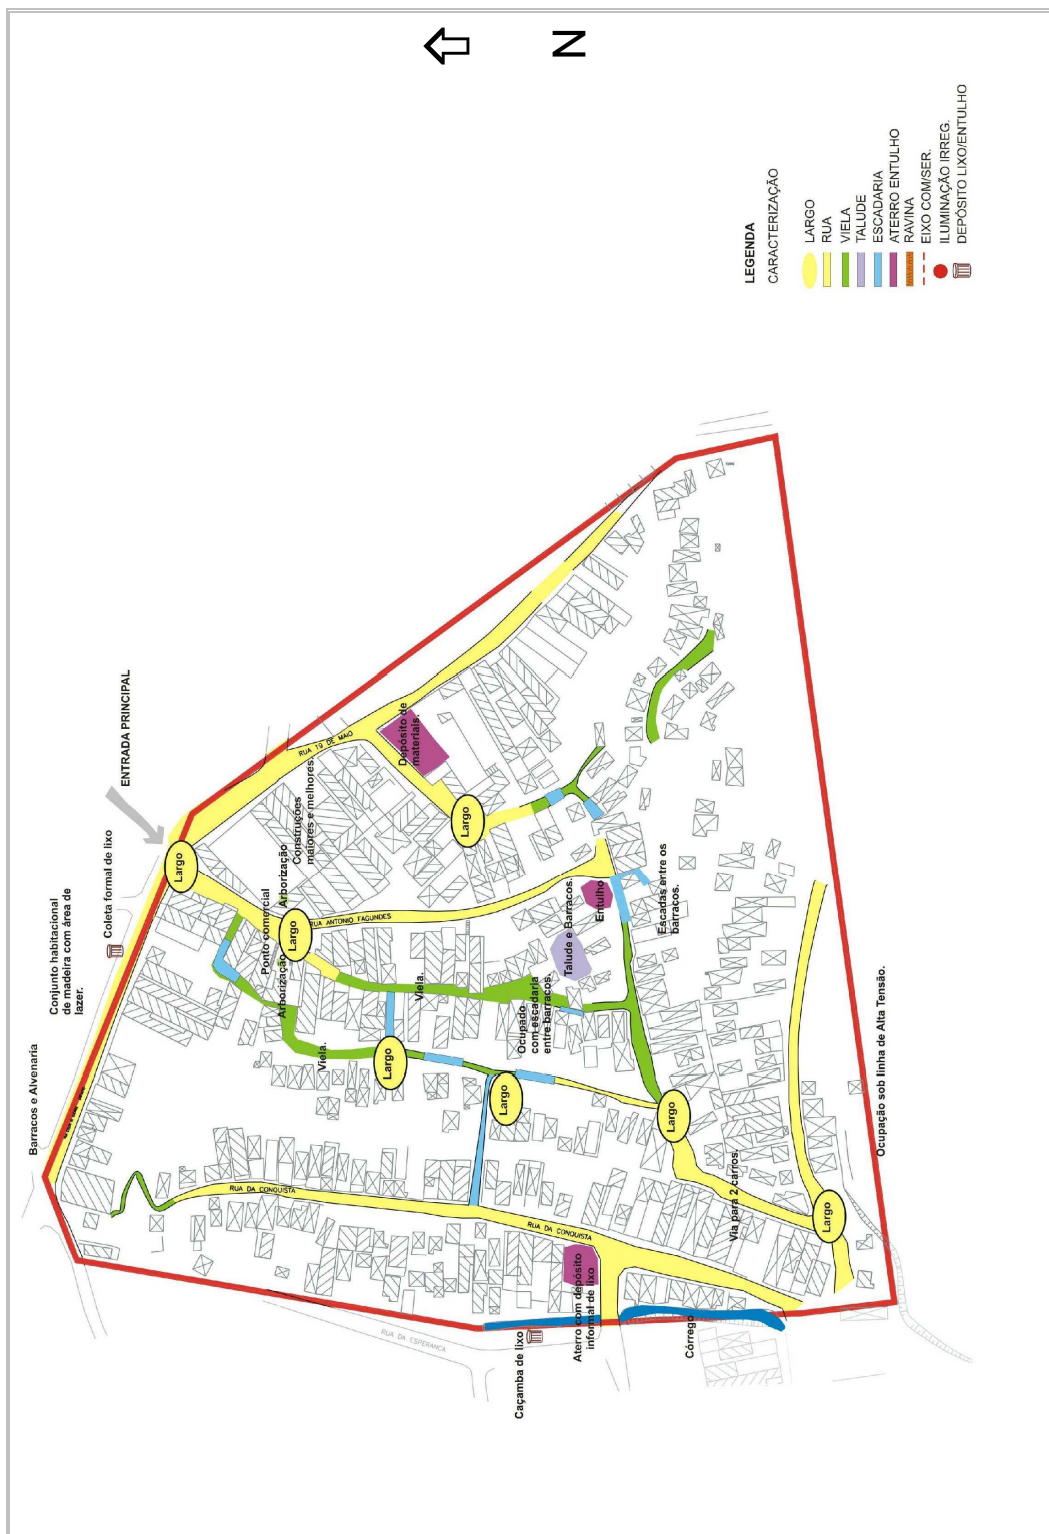 N
LEGENDA
CARACTERIZAÇÃO
LARGO
RUA
VIELA
TALUDE
ESCADARIA
ATERRO ENTULHO
RAVINA
EIXO COM/SER.
ILUMINAÇÃO IRREG.
DEPÓSITO LIXO/ENTULHO
Barracos e Alvenaria
Conjunto habitacional
de madeira com área de
lazer.
Coleta formal de lixo
ENTRADA PRINCIPAL
Largo
RUA 19 DE MAIO
Construções
maiores e melhores.
Arborização
Ponto comercial
Arborização
Largo
RUA ANTONIO FAGUNDES
Depósito de
materiais.
Largo
Viela.
Viela.
Largo
Largo
Ocupado
com escadaria
entre barracos.
Talude e Barracos.
Entulho
Escadas entre os
barracos.
Largo
RUA DA CONQUISTA
RUA DA CONQUISTA
Via para 2 carros.
Largo
Ocupação sob linha de Alta Tensão.
RUA DA ESPERANCA
Caçamba de lixo
Aterro com depósito
informal de lixo
Córrego